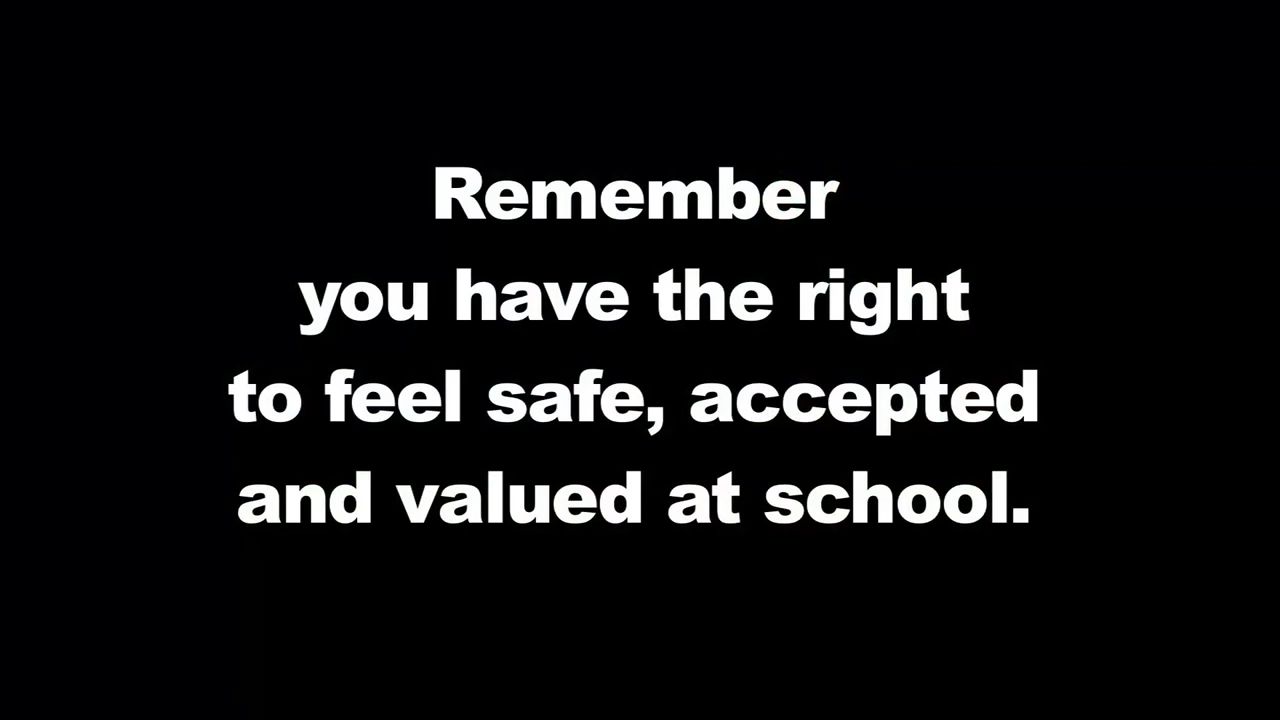 Remember
you have the right
to feel safe, accepted
and valued at school.